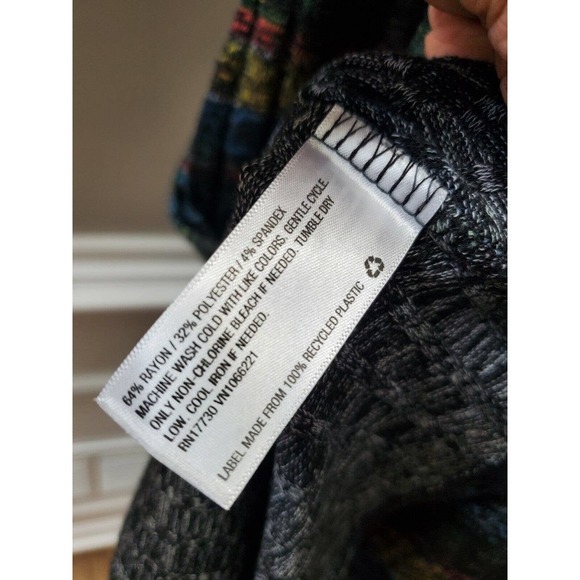 64% RAYON / 32% POLYESTER / 4% SPANDEX
MACHINE WASH COLD WITH LIKE COLORS, GENTLE CYCLE.
ONLY NON-CHLORINE BLEACH IF NEEDED. TUMBLE DRY
LOW. COOL IRON IF NEEDED.
RN17730 VN1066221
LABEL MADE FROM 100% RECYCLED PLASTIC